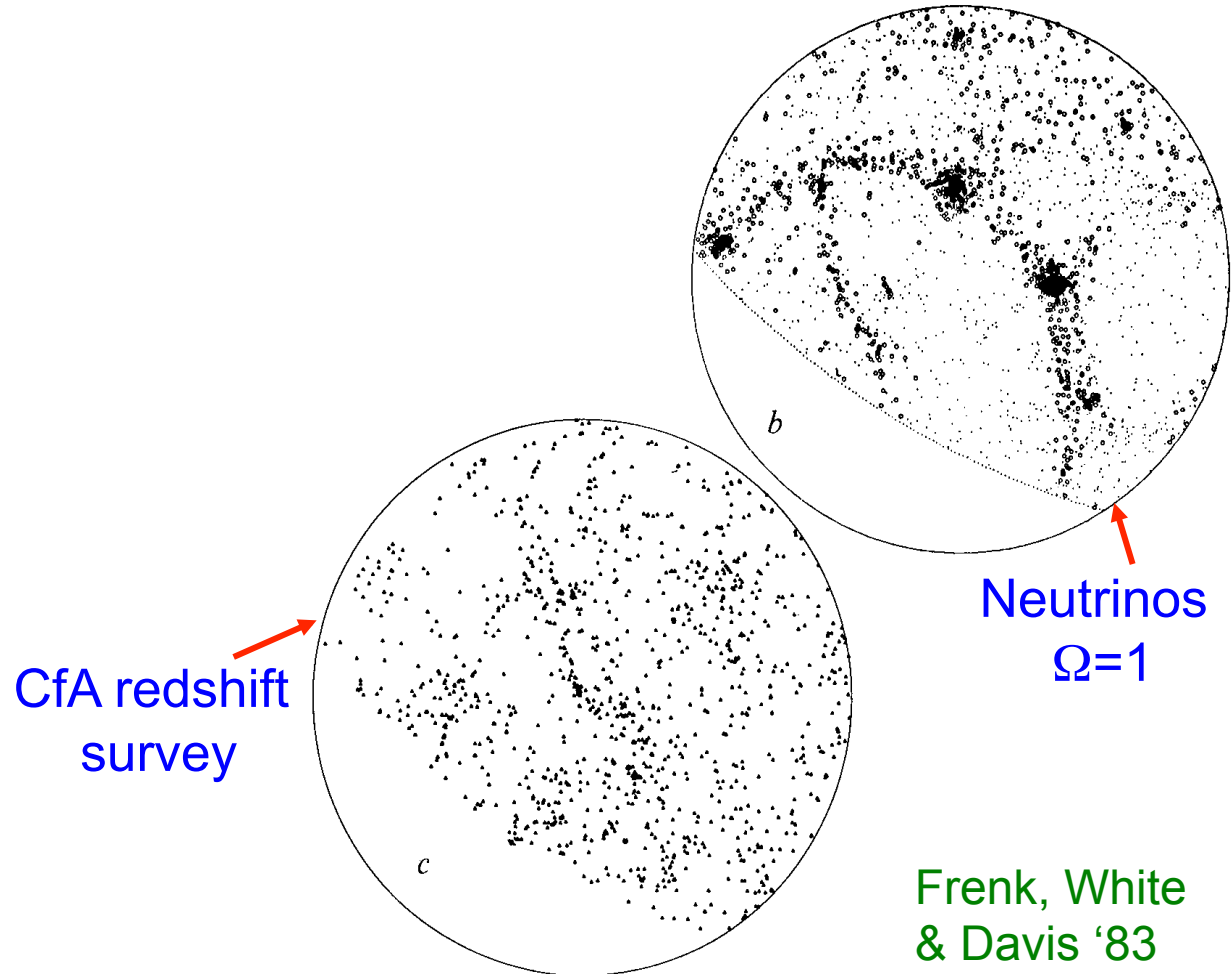 b
Neutrinos
Ω=1
CfA redshift
survey
c
Frenk, White
& Davis ‘83